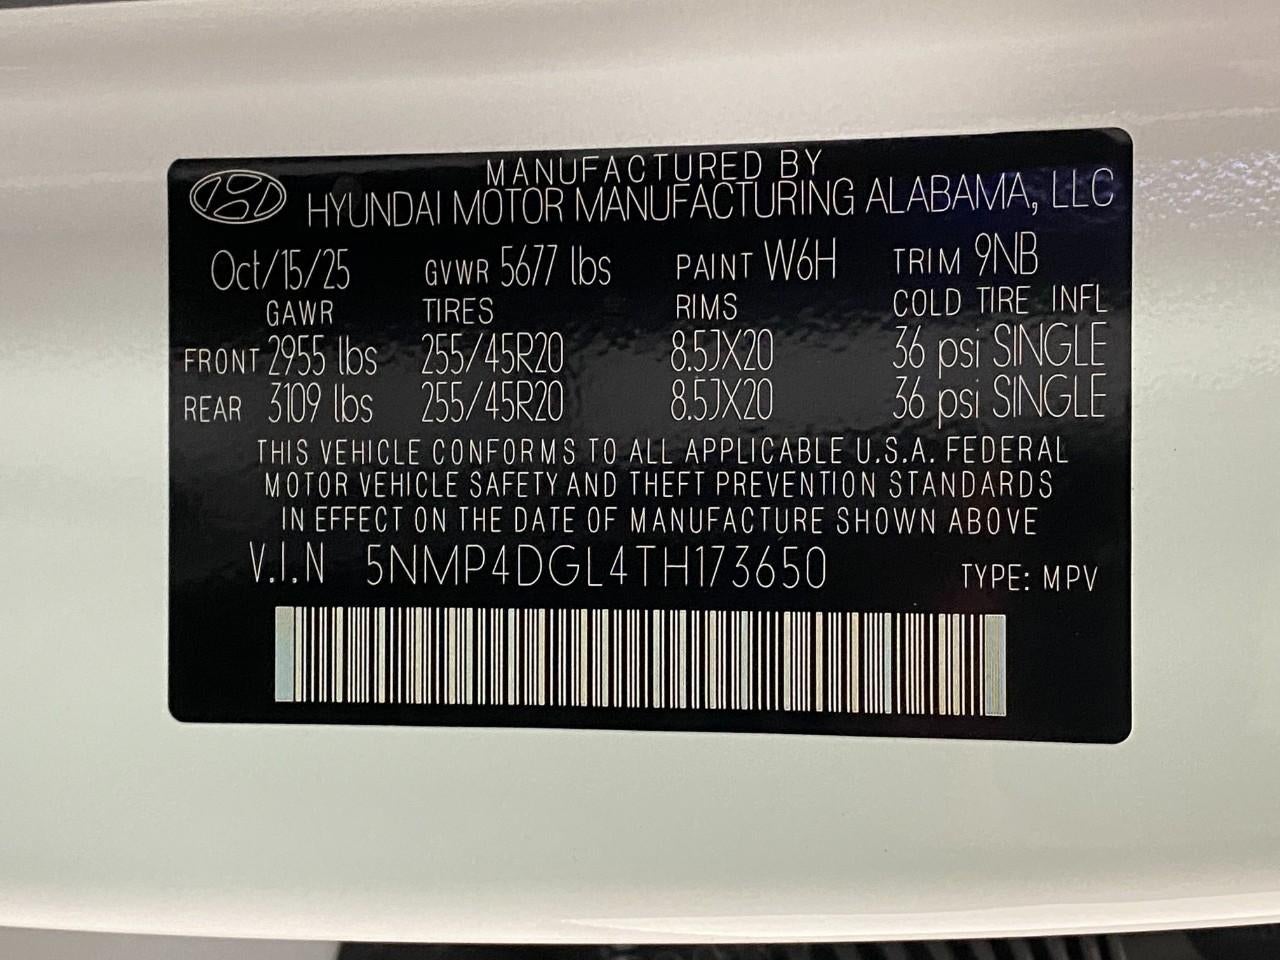 MANUFACTURED BY
HYUNDAI MOTOR MANUFACTURING ALABAMA, LLC
Oct/15/25 GVWR 5677 lbs PAINT W6H TRIM 9NB
GAWR TIRES RIMS COLD TIRE INFL
FRONT 2955 lbs 255/45R20 8.5JX20 36 psi SINGLE
REAR 3109 lbs 255/45R20 8.5JX20 36 psi SINGLE
THIS VEHICLE CONFORMS TO ALL APPLICABLE U.S.A. FEDERAL
MOTOR VEHICLE SAFETY AND THEFT PREVENTION STANDARDS
IN EFFECT ON THE DATE OF MANUFACTURE SHOWN ABOVE
V.I.N 5NMP4DGL4TH173650 TYPE: MPV